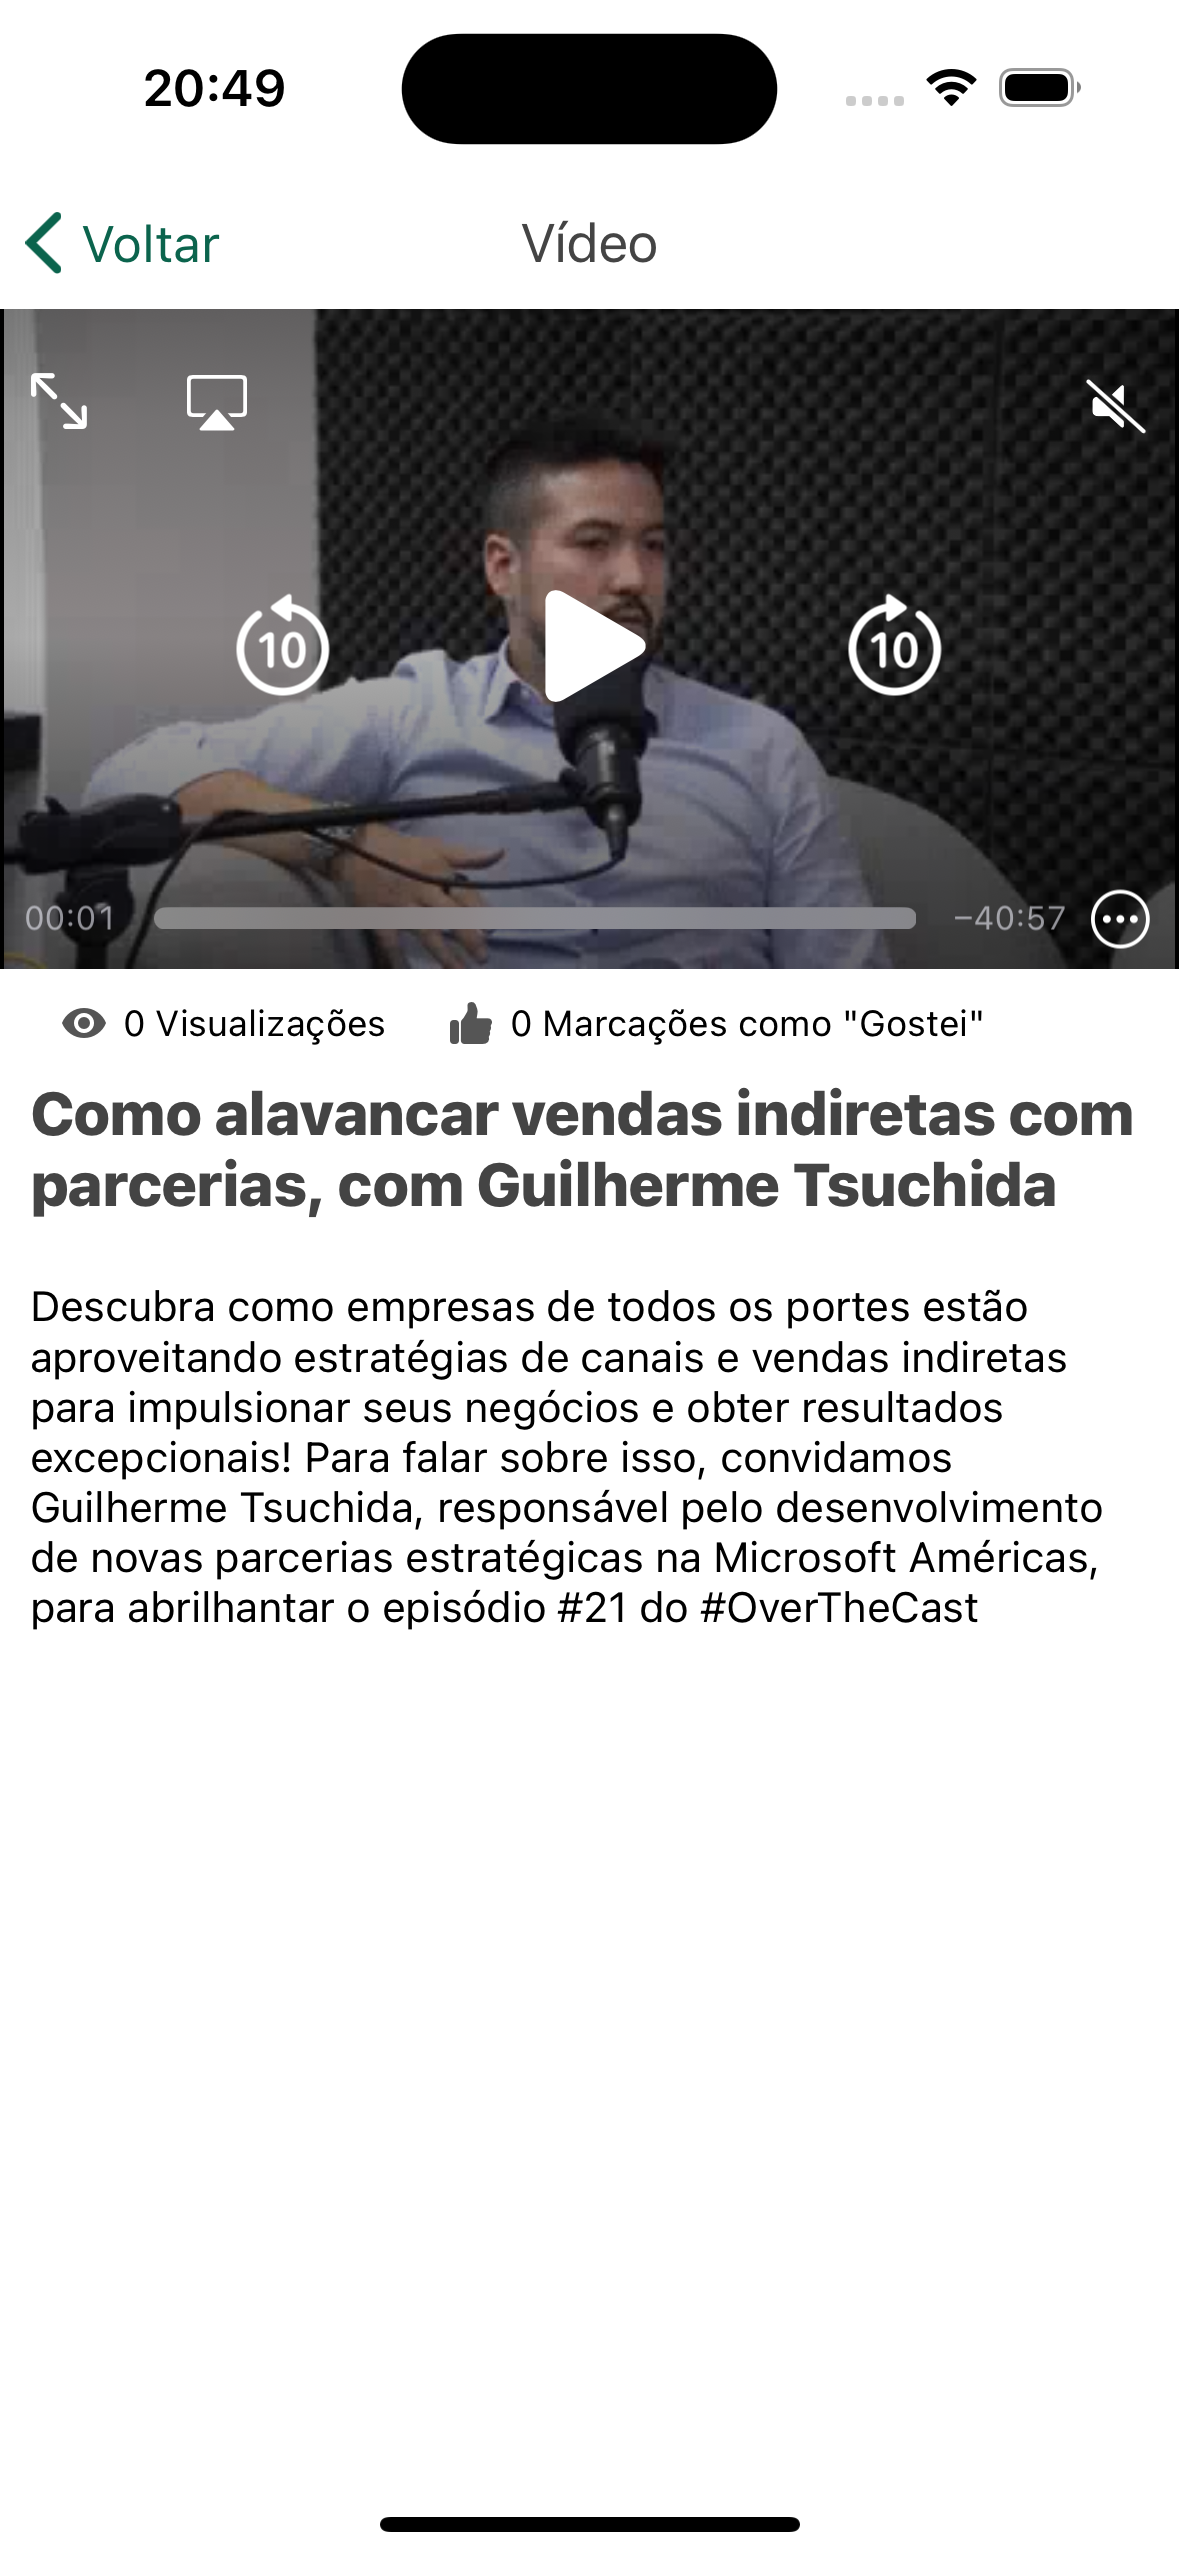 20:49
Voltar
Vídeo
10
10
00:01
−40:57
0 Visualizações
0 Marcações como "Gostei"
Como alavancar vendas indiretas com
parcerias, com Guilherme Tsuchida
Descubra como empresas de todos os portes estão
aproveitando estratégias de canais e vendas indiretas
para impulsionar seus negócios e obter resultados
excepcionais! Para falar sobre isso, convidamos
Guilherme Tsuchida, responsável pelo desenvolvimento
de novas parcerias estratégicas na Microsoft Américas,
para abrilhantar o episódio #21 do #OverTheCast